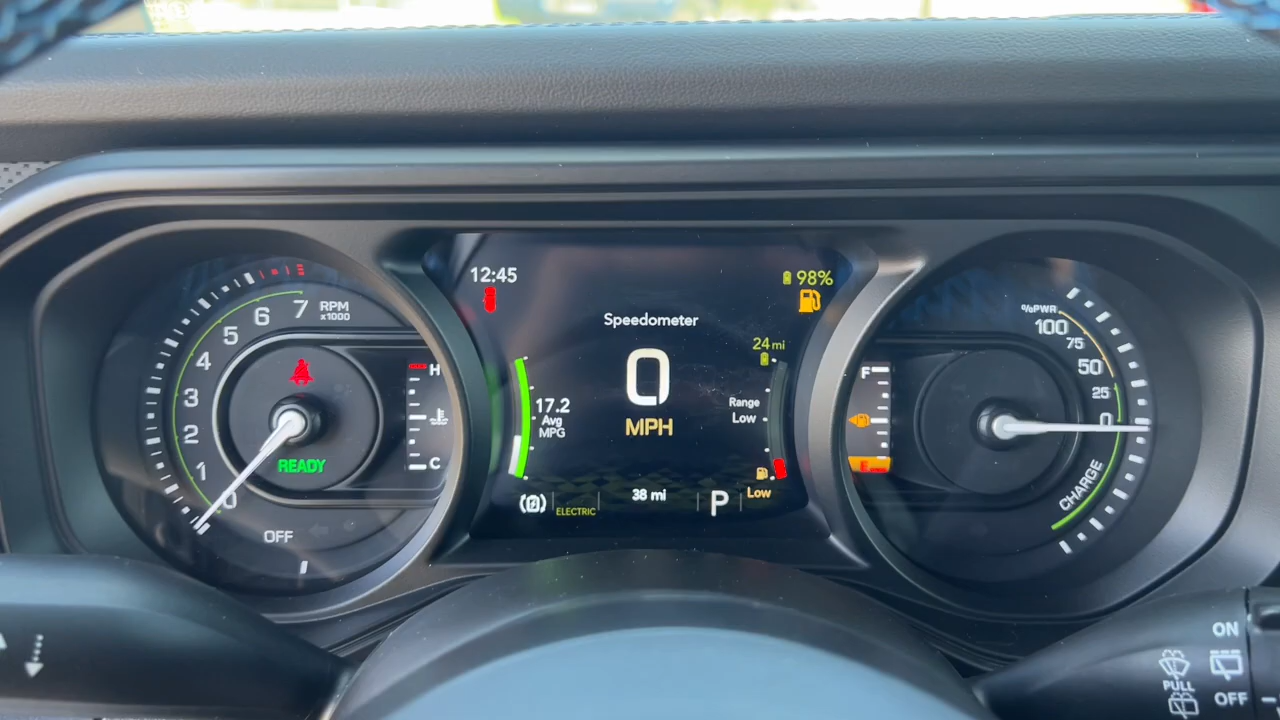 7
RPM
x1000
6
5
4
3
2
1
0
READY
OFF
H
C
12:45
98%
Speedometer
0
MPH
17.2
Avg
MPG
24 mi
Range
Low
Low
ELECTRIC
38 mi
P
F
E
%PWR
100
75
50
25
0
CHARGE
ON
PULL
OFF